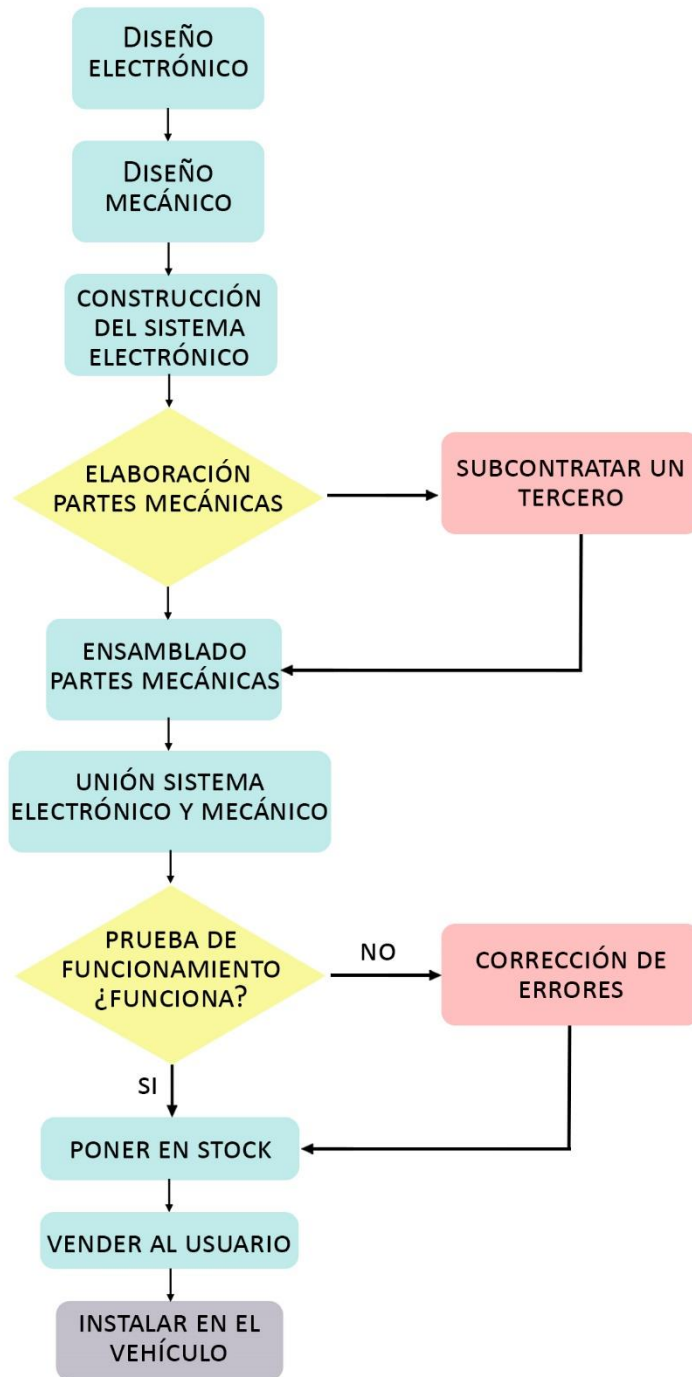 DISEÑO
ELECTRÓNICO
DISEÑO
MECÁNICO
CONSTRUCCIÓN
DEL SISTEMA
ELECTRÓNICO
ELABORACIÓN
PARTES MECÁNICAS
SUBCONTRATAR UN
TERCERO
ENSAMBLADO
PARTES MECÁNICAS
UNIÓN SISTEMA
ELECTRÓNICO Y MECÁNICO
PRUEBA DE
FUNCIONAMIENTO
¿FUNCIONA?
NO
CORRECCIÓN DE
ERRORES
SI
PONER EN STOCK
VENDER AL USUARIO
INSTALAR EN EL
VEHÍCULO